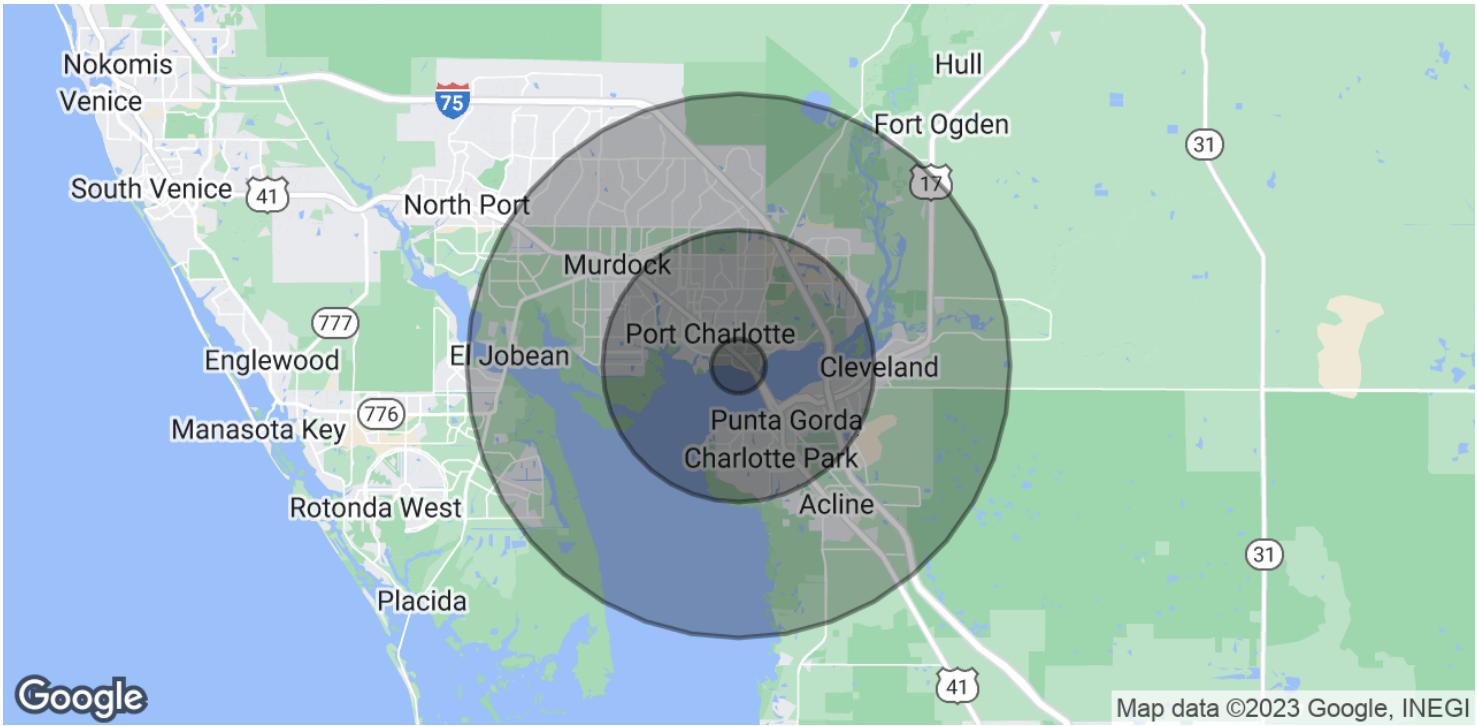 Nokomis
Hull
Venice
75
Fort Ogden
31
South Venice
41
17
North Port
Murdock
777
Port Charlotte
Englewood
El Jobean
Cleveland
776
Manasota Key
Punta Gorda
Charlotte Park
Rotonda West
Acline
31
Placida
41
Google
Map data ©2023 Google, INEGI